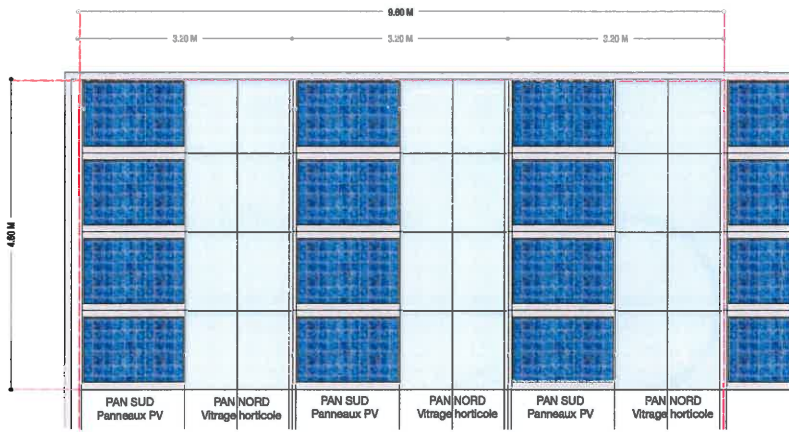 9.60 M
3.20 M 3.20 M 3.20 M
4.80 M
PAN SUD PAN NORD PAN SUD PAN NORD PAN SUD PAN NORD
Panneaux PV Vitrage horticole Panneaux PV Vitrage horticole Panneaux PV Vitrage horticole